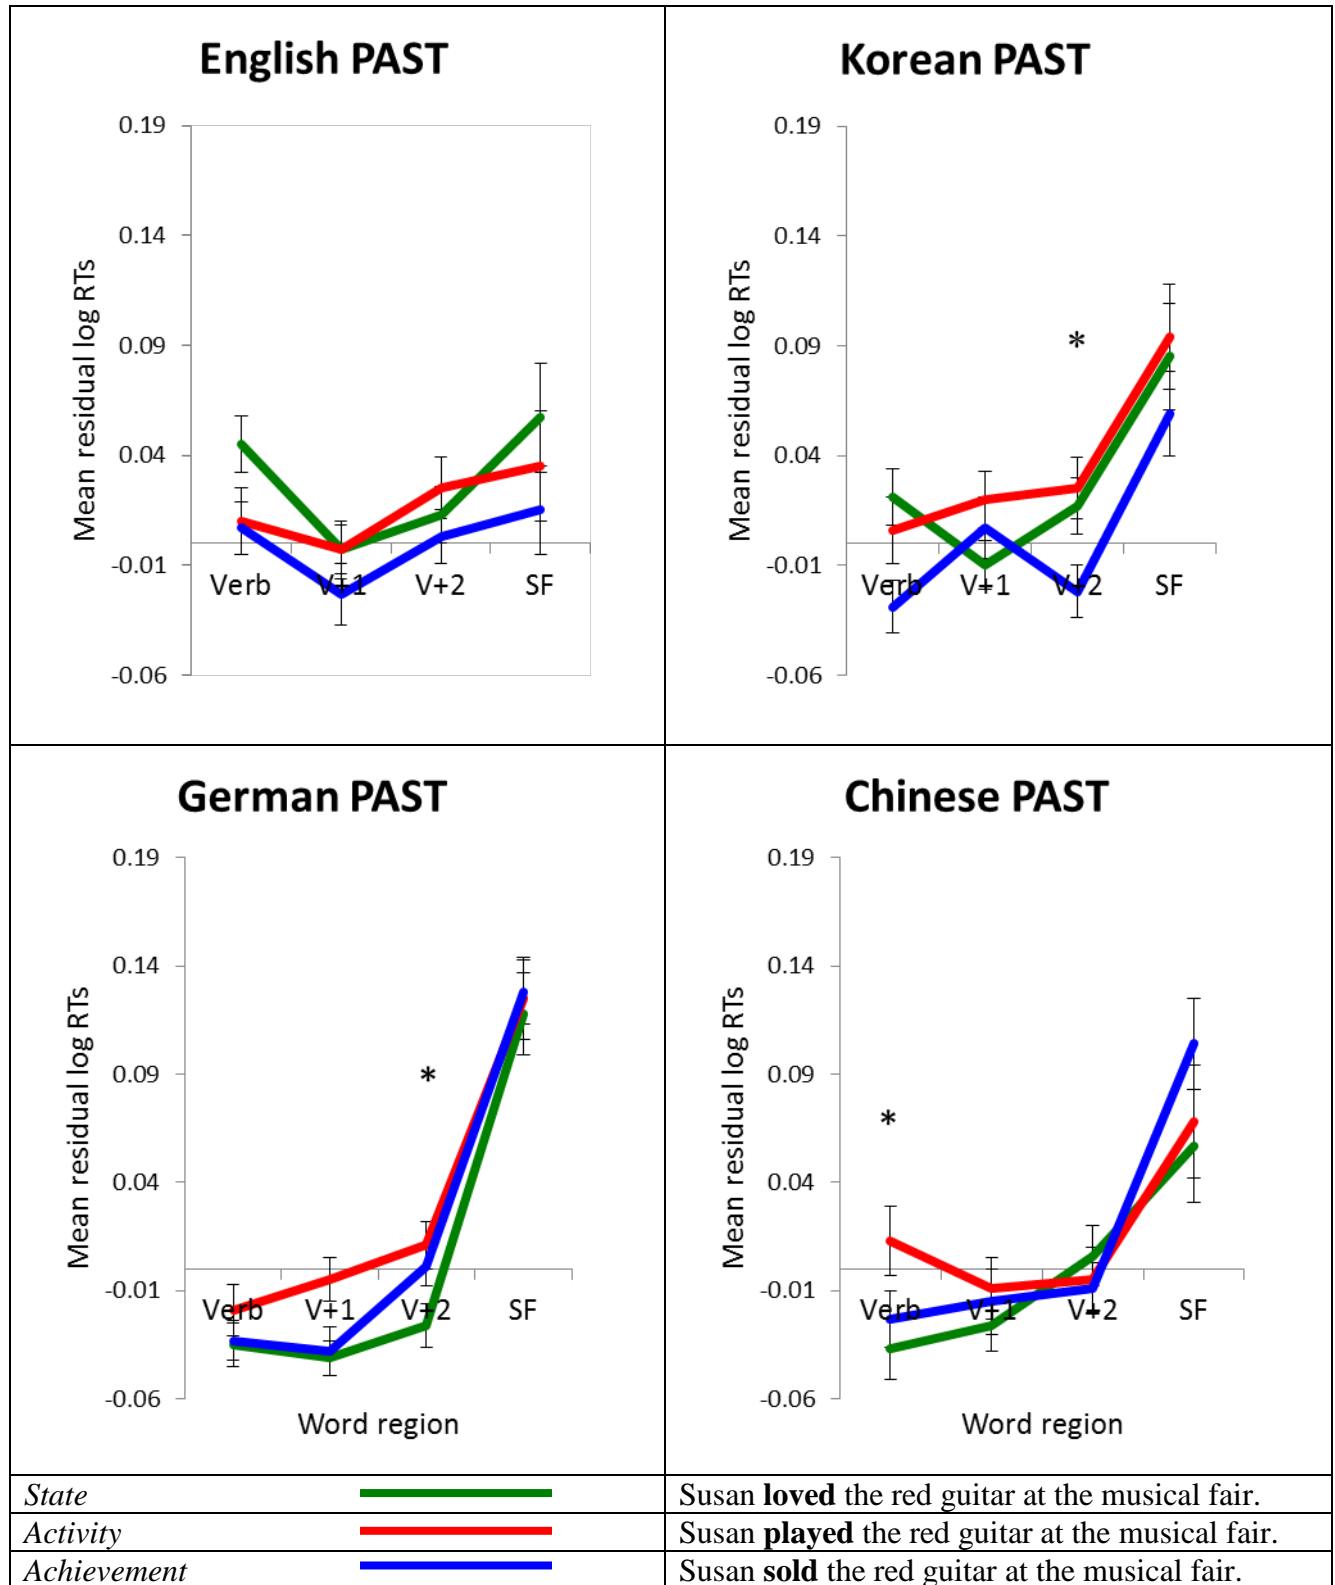 English PAST
0.19
0.14
0.09
0.04
-0.01
-0.06
Mean residual log RTs
Verb V+1 V+2 SF
Korean PAST
0.19
0.14
0.09
0.04
-0.01
-0.06
Mean residual log RTs
*
Verb V+1 V+2 SF
German PAST
0.19
0.14
0.09
0.04
-0.01
-0.06
Mean residual log RTs
*
Verb V+1 V+2 SF
Word region
Chinese PAST
0.19
0.14
0.09
0.04
-0.01
-0.06
Mean residual log RTs
*
Verb V+1 V+2 SF
Word region
State Susan loved the red guitar at the musical fair.
Activity Susan played the red guitar at the musical fair.
Achievement Susan sold the red guitar at the musical fair.